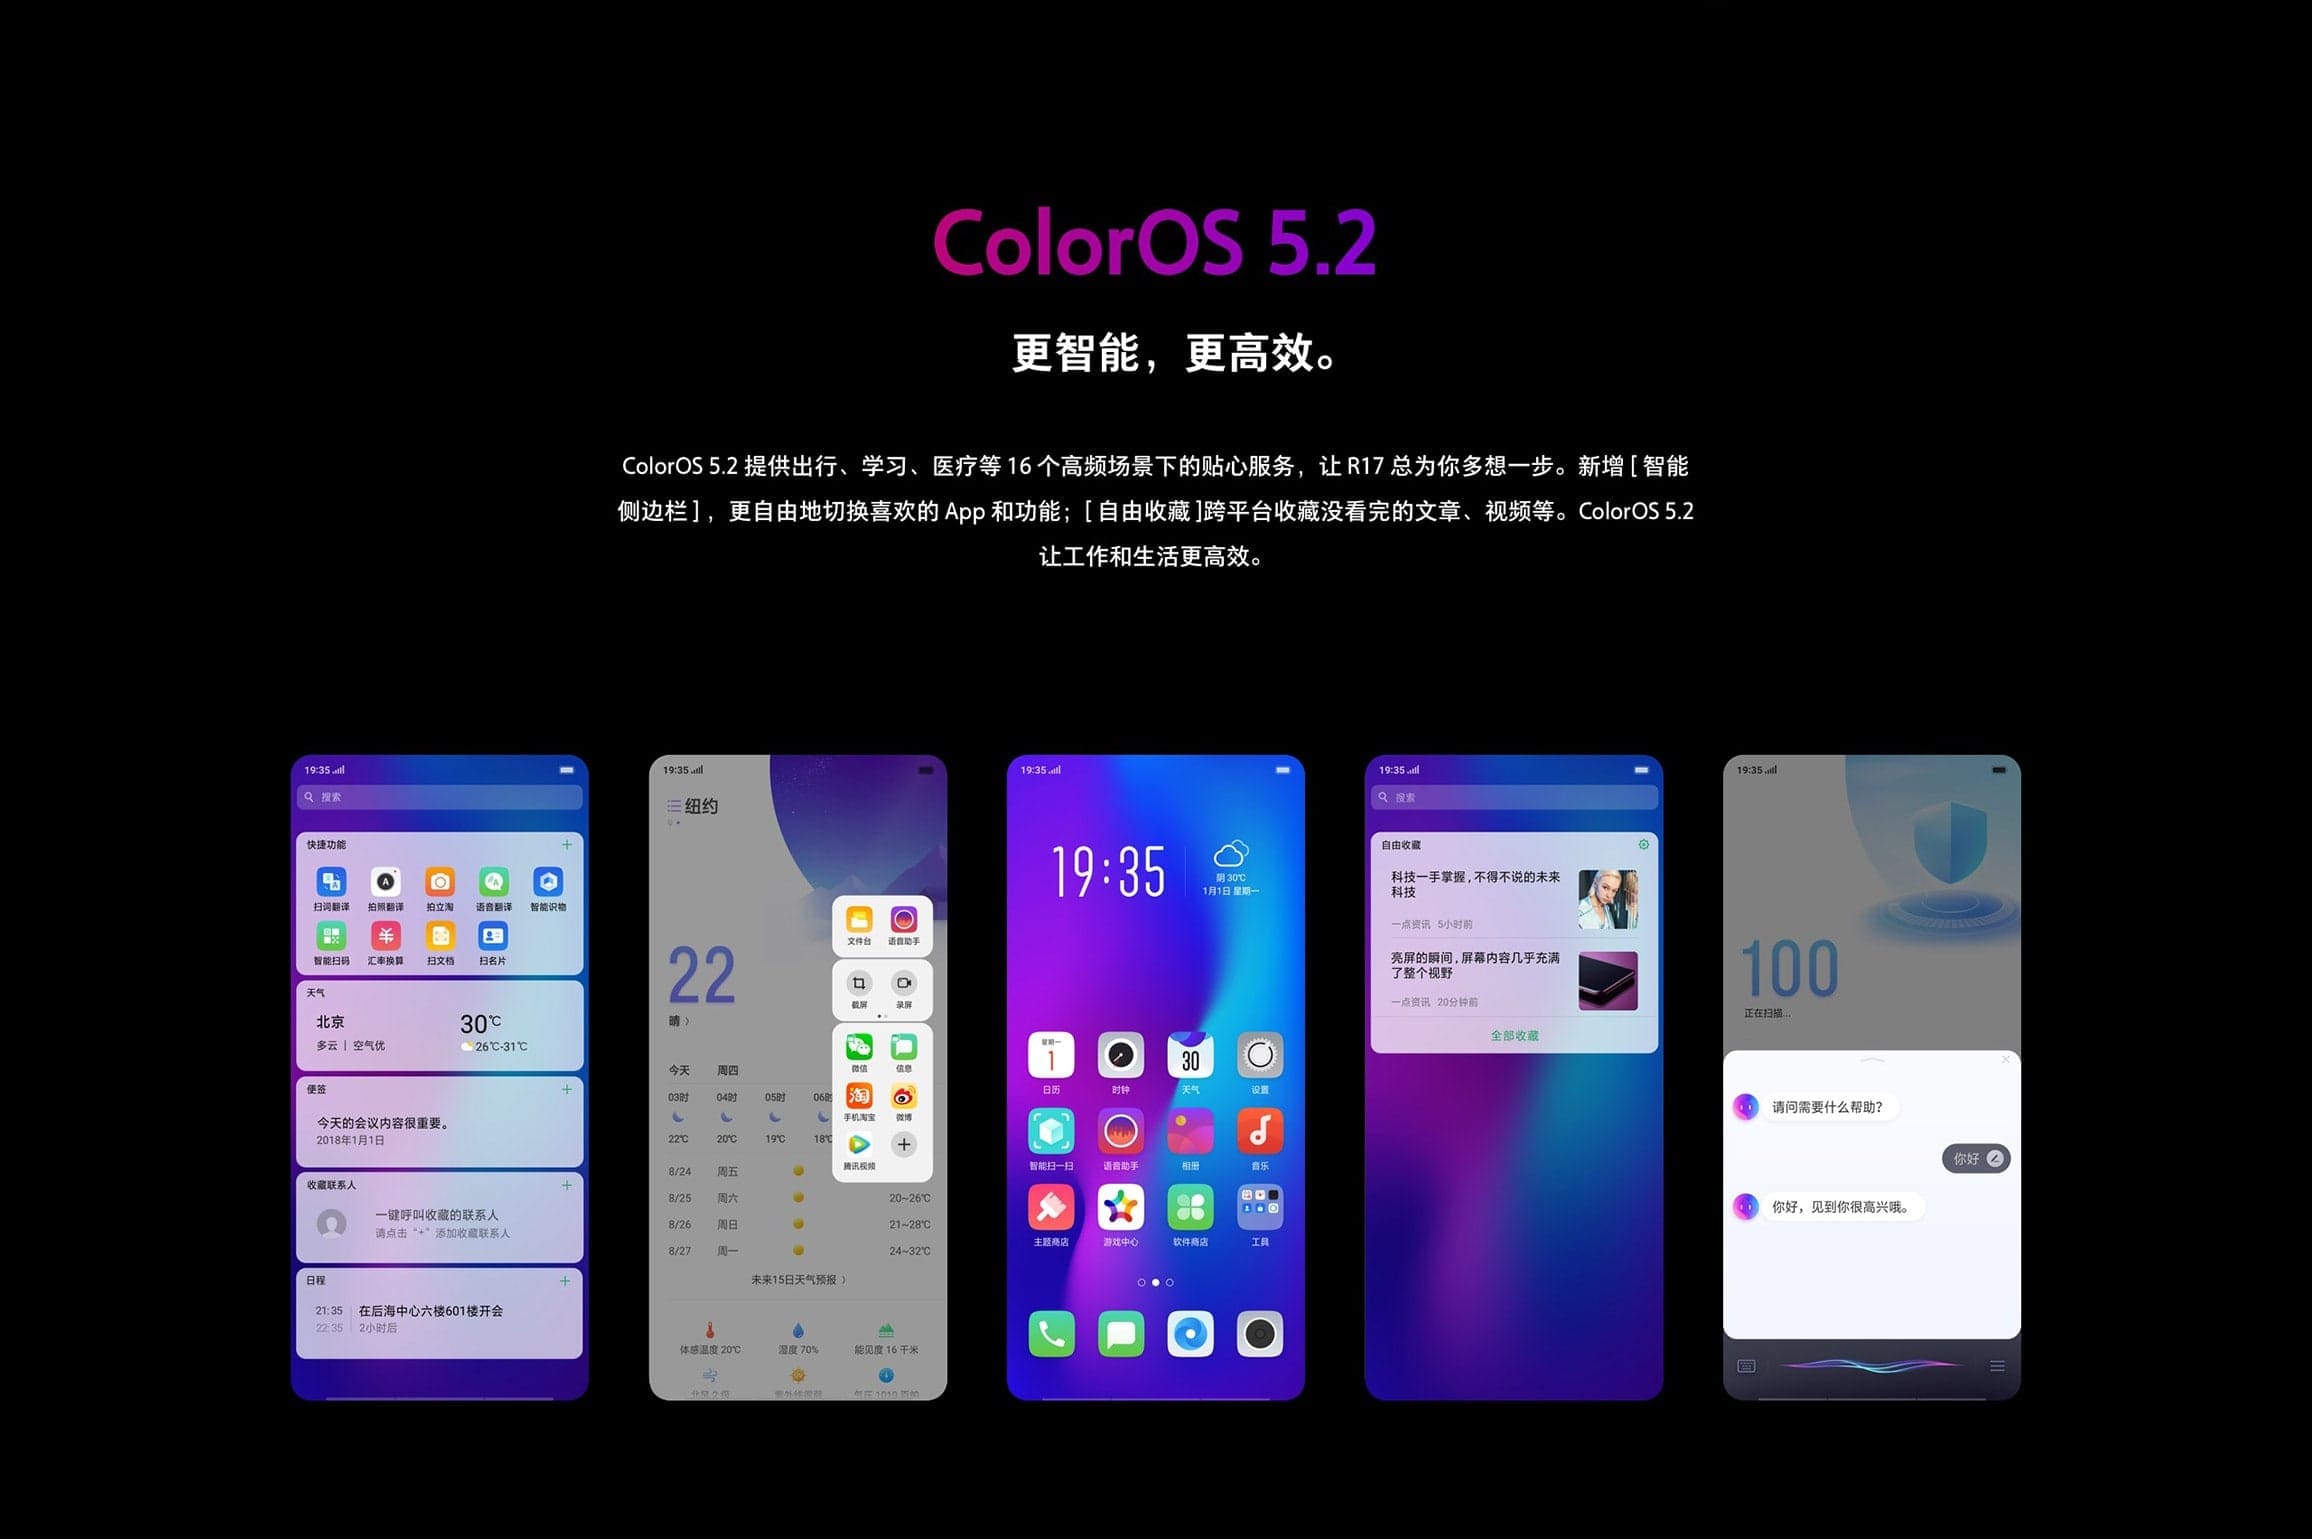 ColorOS 5.2
更智能，更高效。
ColorOS 5.2 提供出行、学习、医疗等 16 个高频场景下的贴心服务，让 R17 总为你多想一步。新增 [ 智能
侧边栏 ] ，更自由地切换喜欢的 App 和功能；[ 自由收藏 ]跨平台收藏没看完的文章、视频等。ColorOS 5.2
让工作和生活更高效。
19:35
搜索
快捷功能
扫词翻译 拍照翻译 拍立淘 语音翻译 智能识物
智能扫码 汇率换算 扫文档 扫名片
天气
北京 30℃
多云 | 空气优 26℃-31℃
便签
今天的会议内容很重要。
2018年1月1日
收藏联系人
一键呼叫收藏的联系人
请点击“+”添加收藏联系人
日程
21:35 在后海中心六楼601楼开会
22:35 2小时后
19:35
纽约
22
晴 〉
今天 周四
03时 04时 05时 06时
22℃ 20℃ 19℃ 18℃
8/24 周五
8/25 周六 20~26℃
8/26 周日 21~28℃
8/27 周一 24~32℃
未来15日天气预报 〉
体感温度 20℃ 湿度 70% 能见度 16 千米
文件台 语音助手
截屏 录屏
微信 信息
淘
手机淘宝 微博
腾讯视频
19:35
19:35
阴 30℃
1月1日 星期一
星期一
1 30
日历 时钟 天气 设置
智能扫一扫 语音助手 相册 音乐
主题商店 游戏中心 软件商店 工具
19:35
搜索
自由收藏
科技一手掌握，不得不说的未来
科技
一点资讯 5小时前
亮屏的瞬间，屏幕内容几乎充满
了整个视野
一点资讯 20分钟前
全部收藏
19:35
100
正在扫描...
请问需要什么帮助？
你好
你好，见到你很高兴哦。